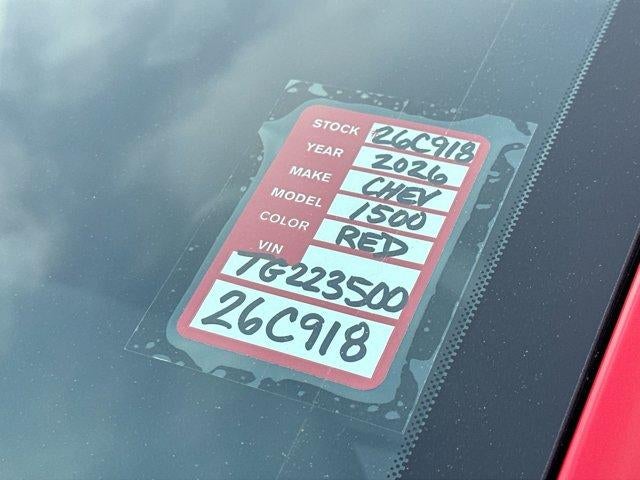 STOCK 26C918
YEAR 2026
MAKE CHEV
MODEL 1500
COLOR RED
VIN
TG223500
26C918